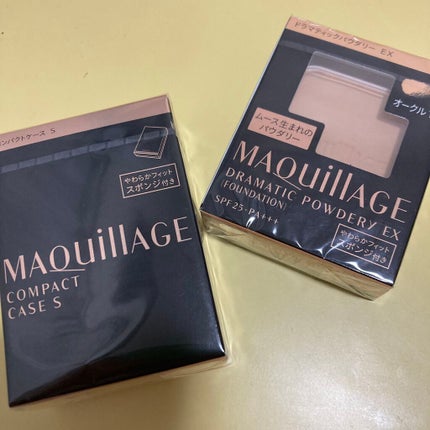 コンパクトケース S
やわらかフィット
スポンジ付き
MAQuillAGE
COMPACT
CASE S
ドラマティックパウダリー EX
オークル
ムース生まれの
パウダリー
MAQuillAGE
DRAMATIC POWDERY EX
(FOUNDATION)
SPF25・PA+++
やわらかフィット
スポンジ付き